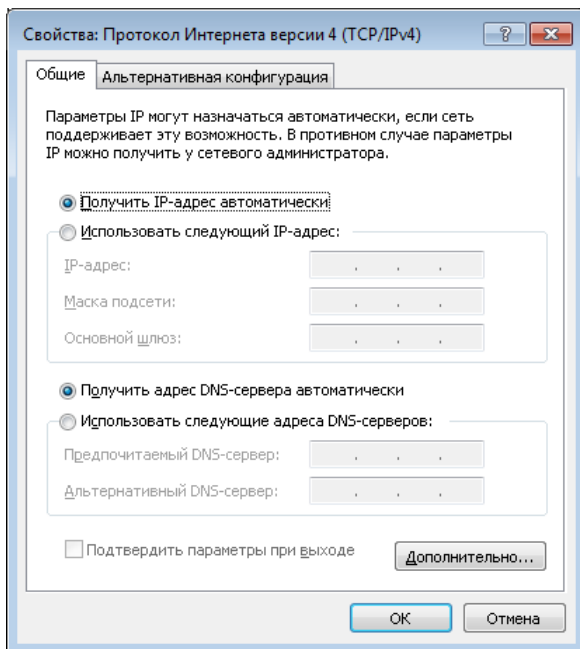 Свойства: Протокол Интернета версии 4 (TCP/IPv4)
Общие
Альтернативная конфигурация
Параметры IP могут назначаться автоматически, если сеть
поддерживает эту возможность. В противном случае параметры
IP можно получить у сетевого администратора.
Получить IP-адрес автоматически
Использовать следующий IP-адрес:
IP-адрес:
Маска подсети:
Основной шлюз:
Получить адрес DNS-сервера автоматически
Использовать следующие адреса DNS-серверов:
Предпочитаемый DNS-сервер:
Альтернативный DNS-сервер:
Подтвердить параметры при выходе
Дополнительно...
ОК
Отмена